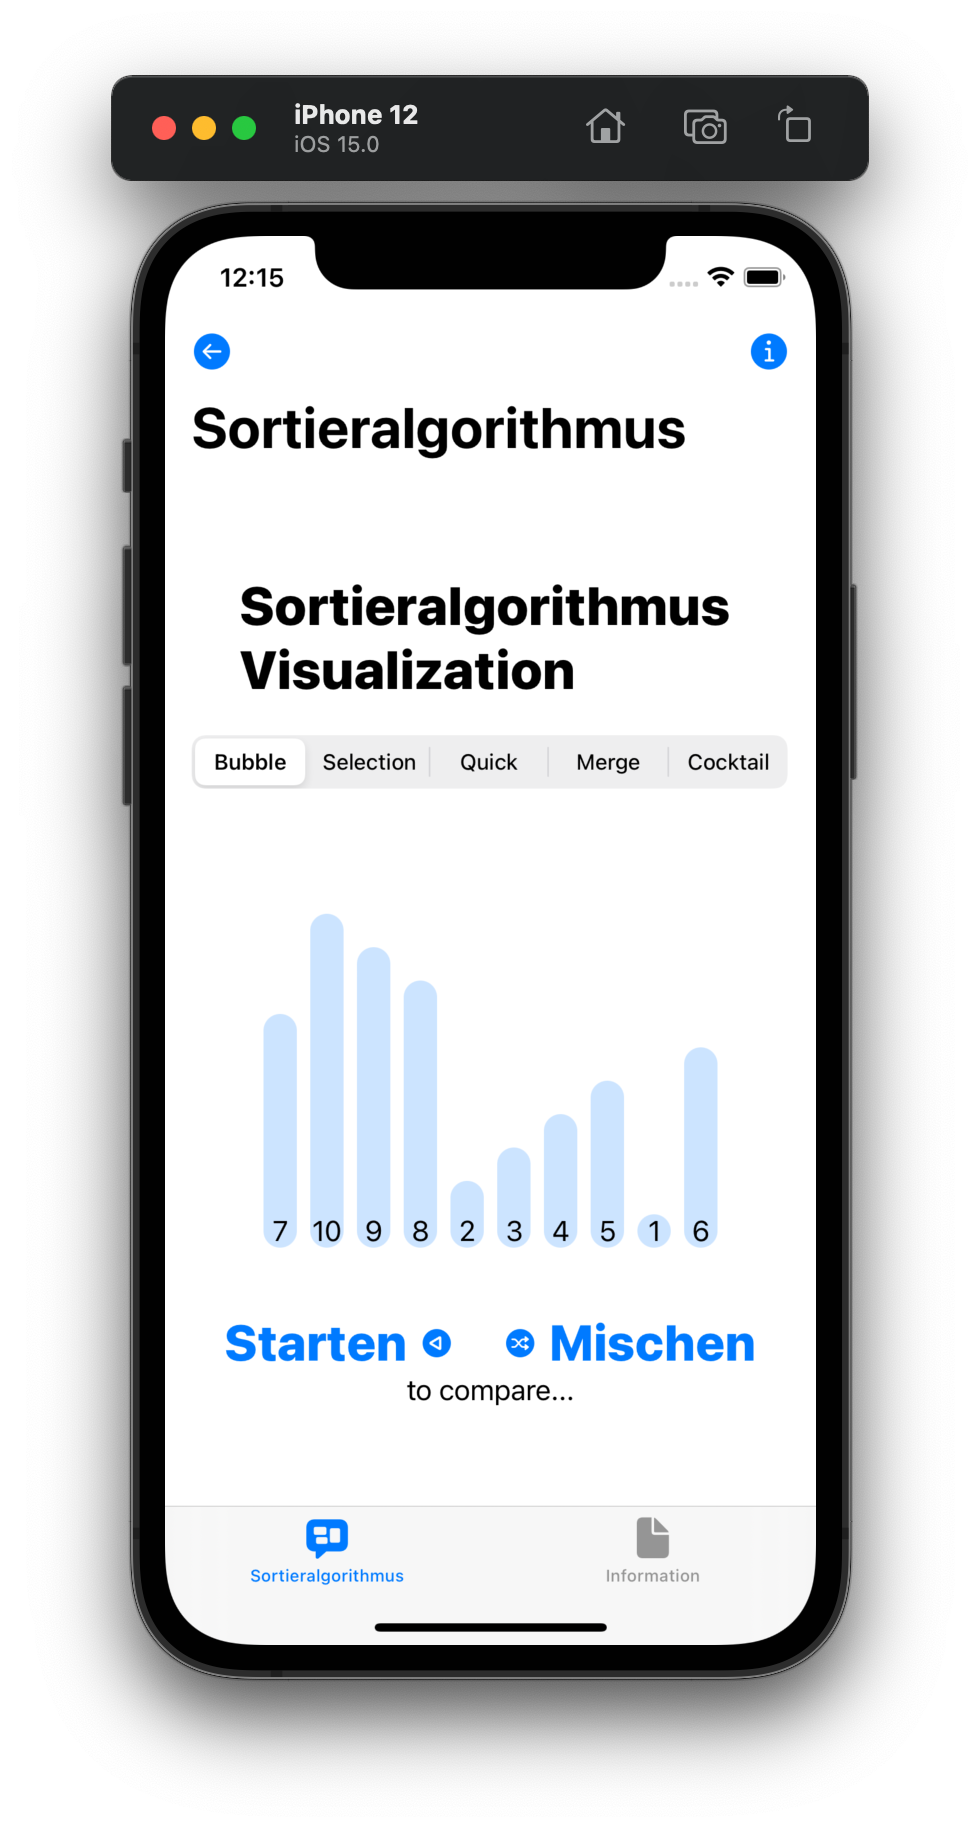 iPhone 12
iOS 15.0
12:15
Sortieralgorithmus
Sortieralgorithmus
Visualization
Bubble Selection Quick Merge Cocktail
7 10 9 8 2 3 4 5 1 6
Starten Mischen
to compare...
Sortieralgorithmus Information